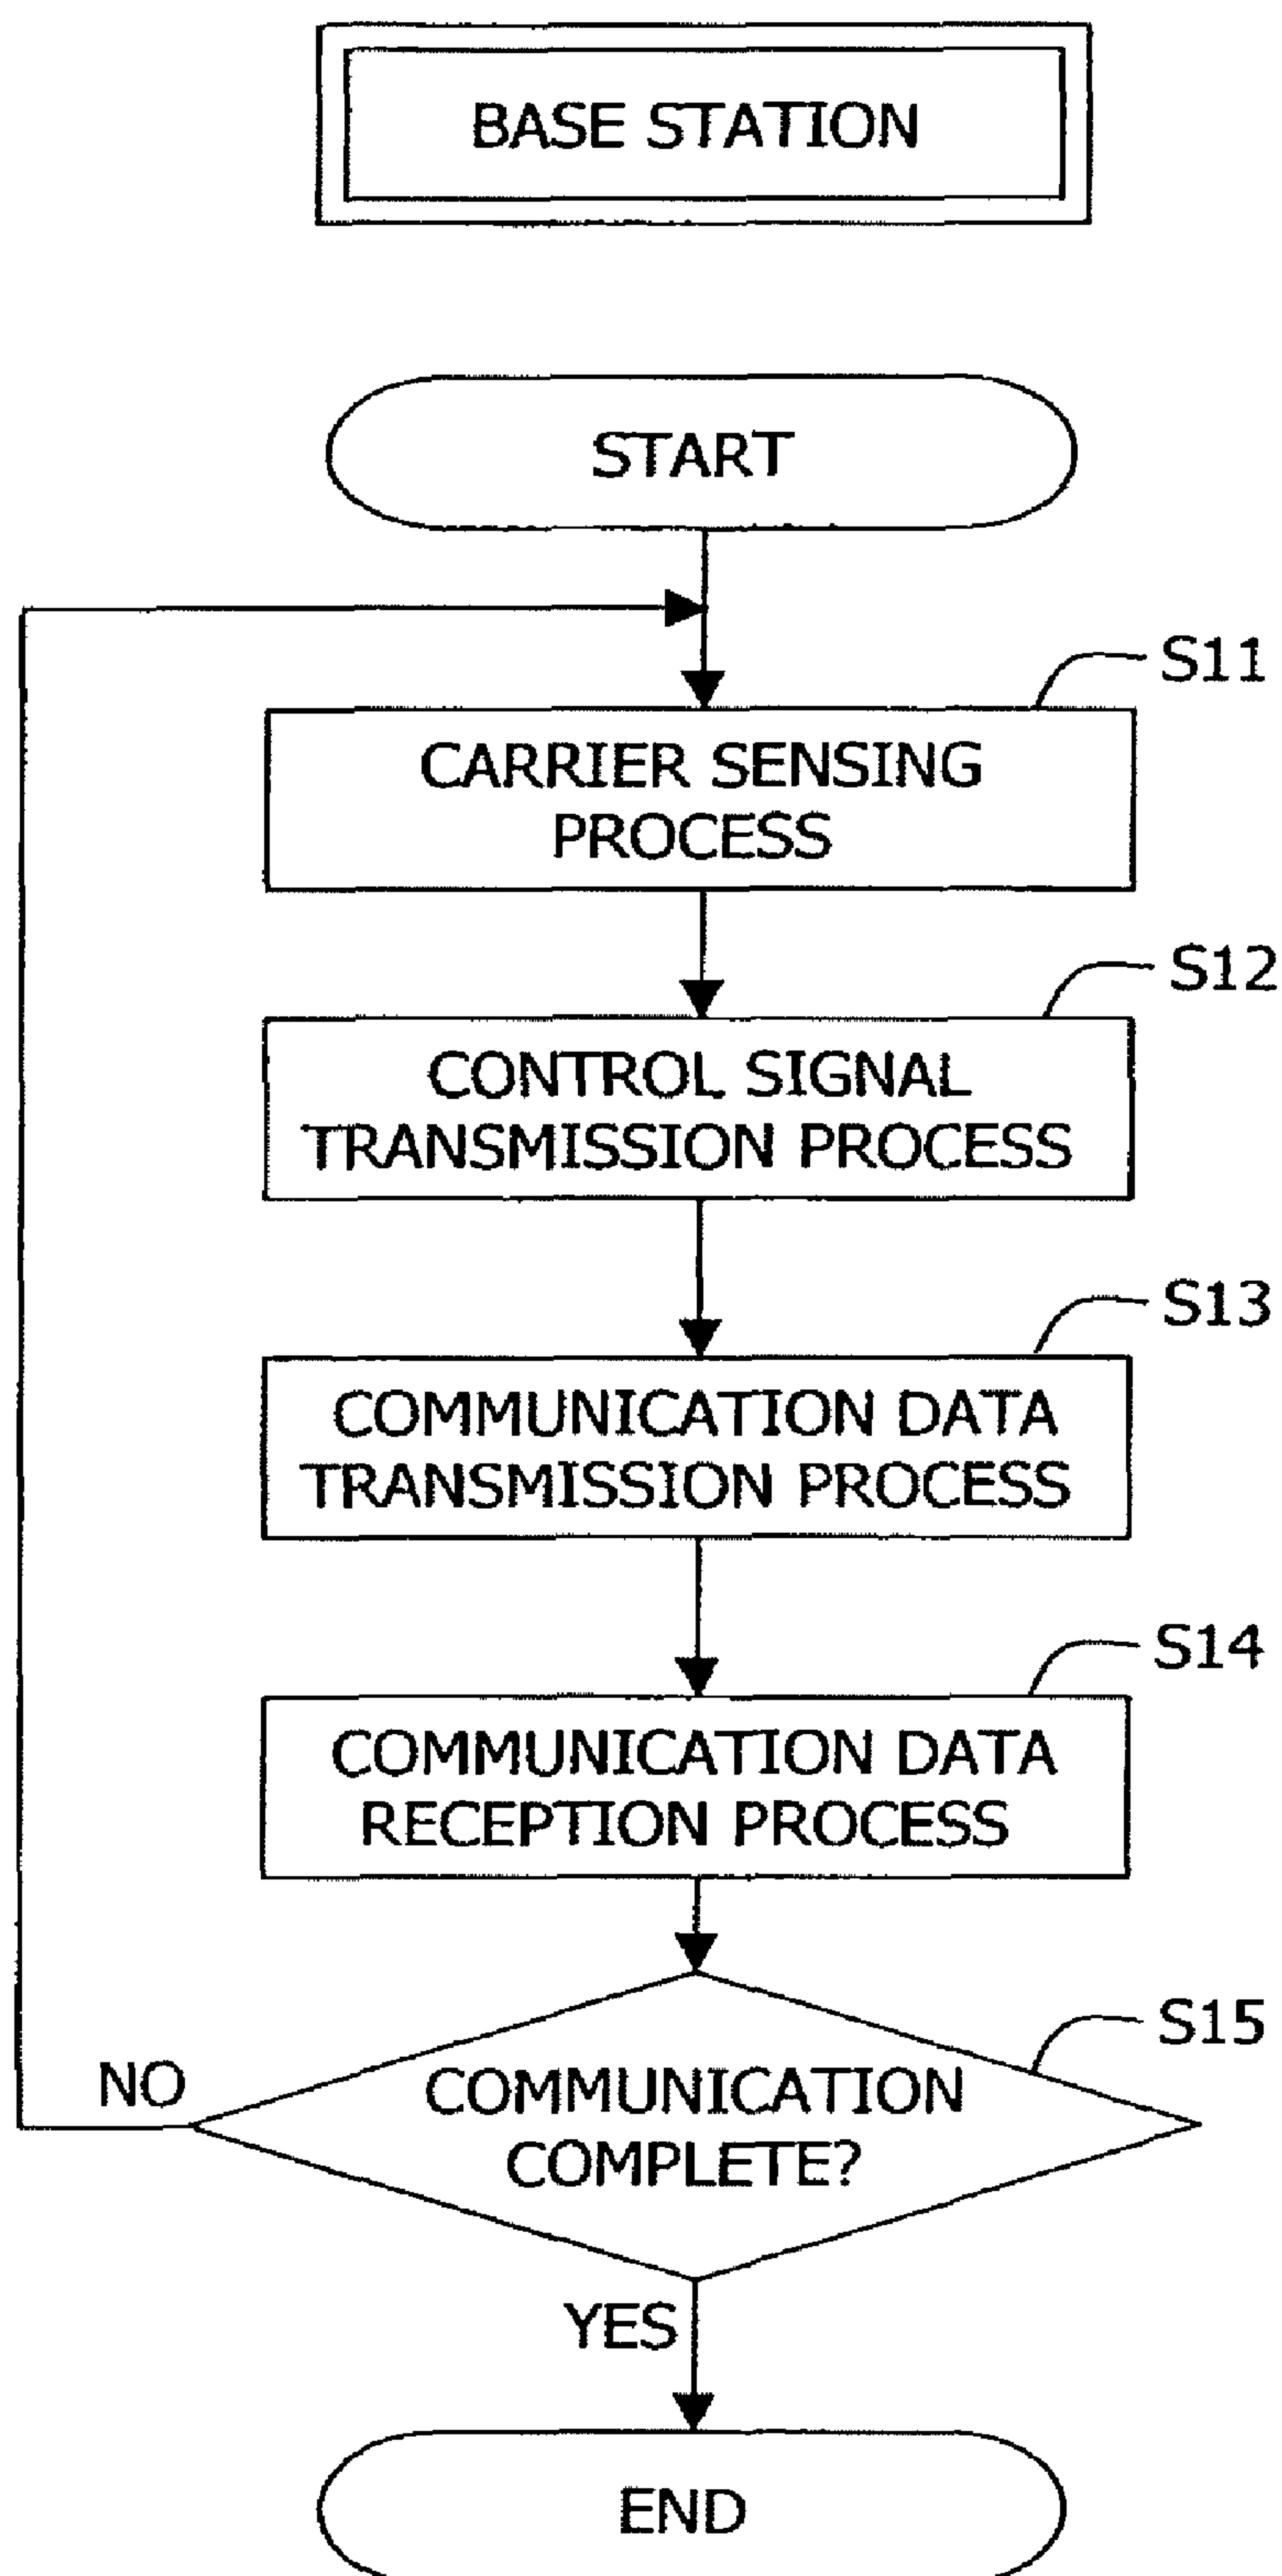 BASE STATION
START
S11
CARRIER SENSING
PROCESS
S12
CONTROL SIGNAL
TRANSMISSION PROCESS
S13
COMMUNICATION DATA
TRANSMISSION PROCESS
S14
COMMUNICATION DATA
RECEPTION PROCESS
S15
NO
COMMUNICATION
COMPLETE?
YES
END